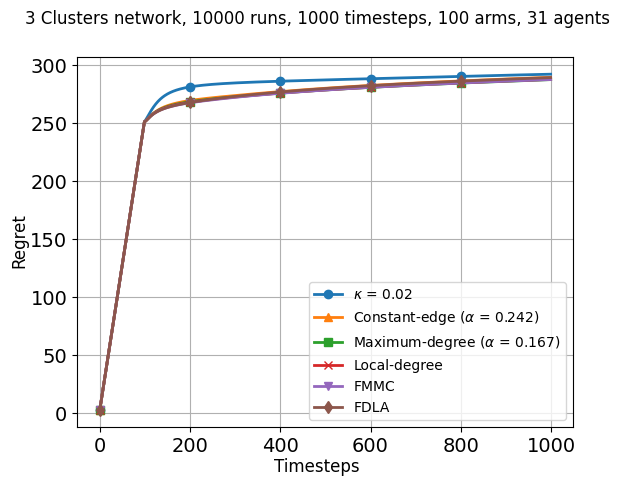 3 Clusters network, 10000 runs, 1000 timesteps, 100 arms, 31 agents
300
250
200
150
100
50
0
Regret
κ = 0.02
Constant-edge (α = 0.242)
Maximum-degree (α = 0.167)
Local-degree
FMMC
FDLA
0 200 400 600 800 1000
Timesteps